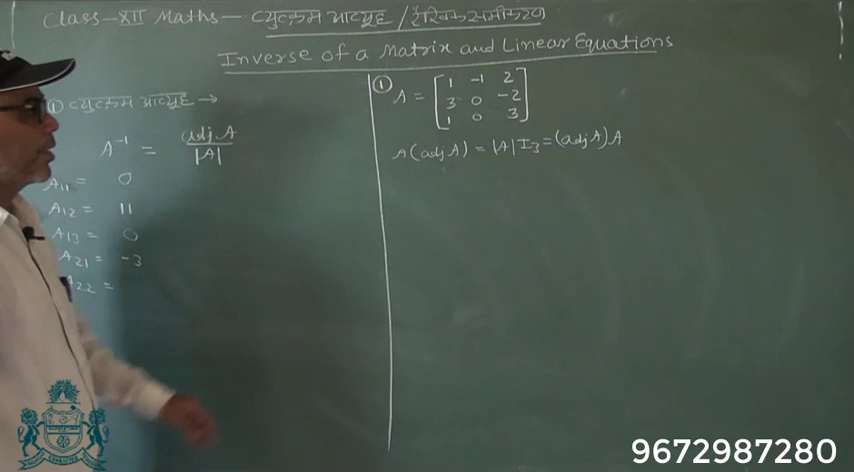 Class-XII Maths- व्युत्क्रम आव्यूह / रैखिक समीकरण
Inverse of a Matrix and Linear Equations
① व्युत्क्रम आव्यूह →
A⁻¹ = adj A / |A|
A₁₁ = 0
A₁₂ = 11
A₁₃ = 0
A₂₁ = -3
A₂₂ =
① A = [1 -1 2
3 0 -2
1 0 3]
A(adj A) = |A| I₃ = (adj A) A
9672987280